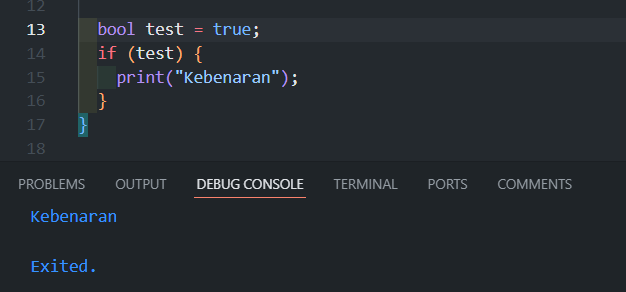 12
13 bool test = true;
14 if (test) {
15 print("Kebenaran");
16 }
17 }
18
PROBLEMS OUTPUT DEBUG CONSOLE TERMINAL PORTS COMMENTS
Kebenaran
Exited.